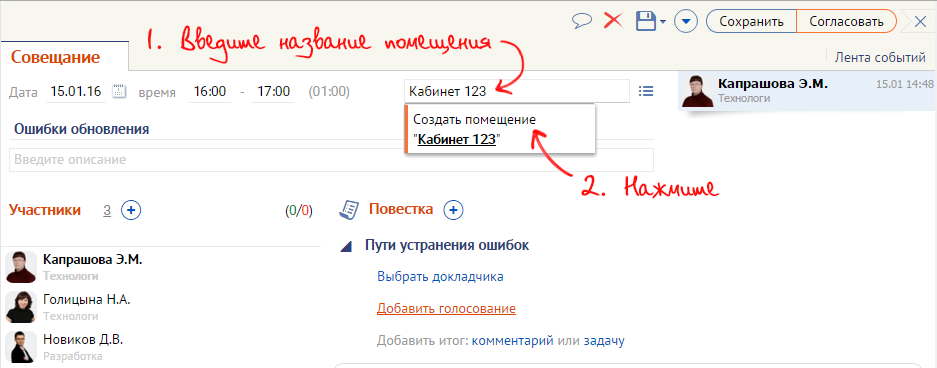 Сохранить
Согласовать
1. Введите название помещения
Совещание
Лента событий
Дата 15.01.16 время 16:00 - 17:00 (01:00) Кабинет 123
Капрашова Э.М. 15.01 14:48
Технологи
Создать помещение
"Кабинет 123"
Ошибки обновления
Введите описание
2. Нажмите
Участники 3 (0/0)
Повестка
Пути устранения ошибок
Капрашова Э.М.
Технологи
Выбрать докладчика
Голицына Н.А.
Технологи
Добавить голосование
Новиков Д.В.
Разработка
Добавить итог: комментарий или задачу